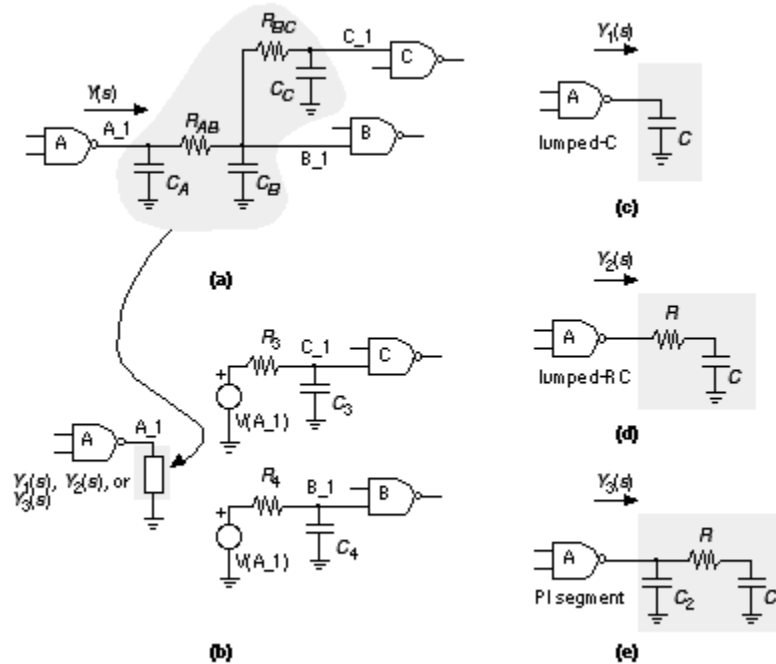 R_BC
C_1
C
C_C
Y(s)
A_1
R_AB
A
B
B_1
C_A
C_B
(a)
Y_1(s)
A
lumped-C
C
(c)
Y_2(s)
R
A
lumped-RC
C
(d)
R_3
C_1
C
+
C_3
V(A_1)
A_1
A
Y_1(s), Y_2(s), or
Y_3(s)
R_4
B_1
B
+
C_4
V(A_1)
(b)
Y_3(s)
R
A
PI segment
C_2
C
(e)